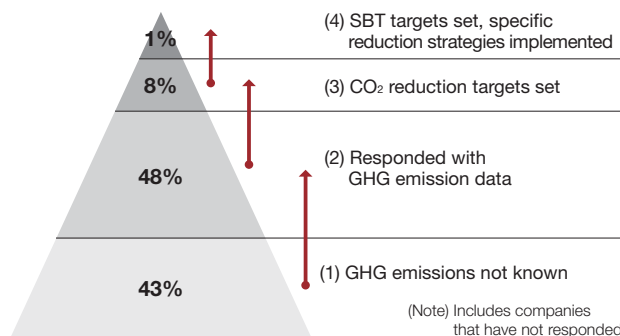 1%
(4) SBT targets set, specific
reduction strategies implemented
8%
(3) CO₂ reduction targets set
48%
(2) Responded with
GHG emission data
43%
(1) GHG emissions not known
(Note) Includes companies
that have not responded